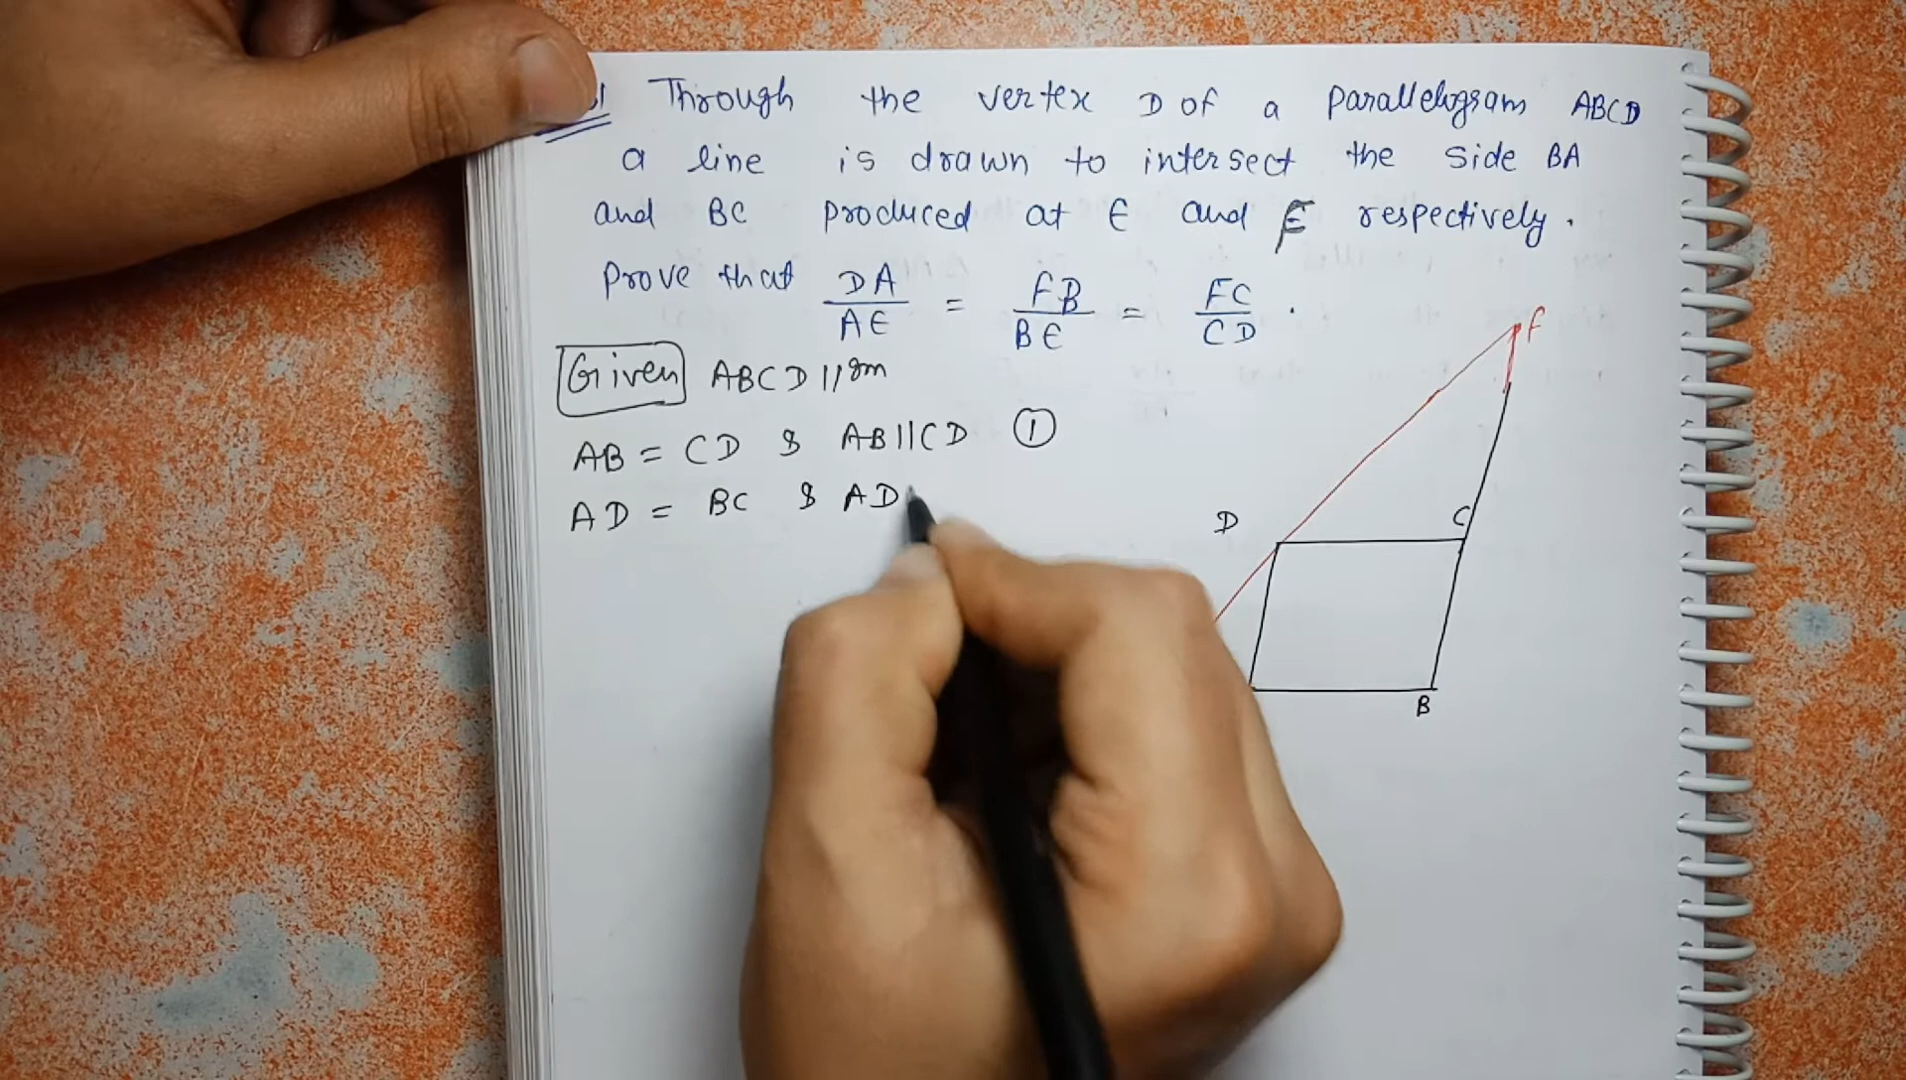 Through the vertex D of a parallelogram ABCD
a line is drawn to intersect the side BA
and BC produced at E and F respectively.
Prove that DA/AE = FB/BE = FC/CD .
Given ABCD ||gm
AB = CD & AB||CD ①
AD = BC & AD
F
D C
B